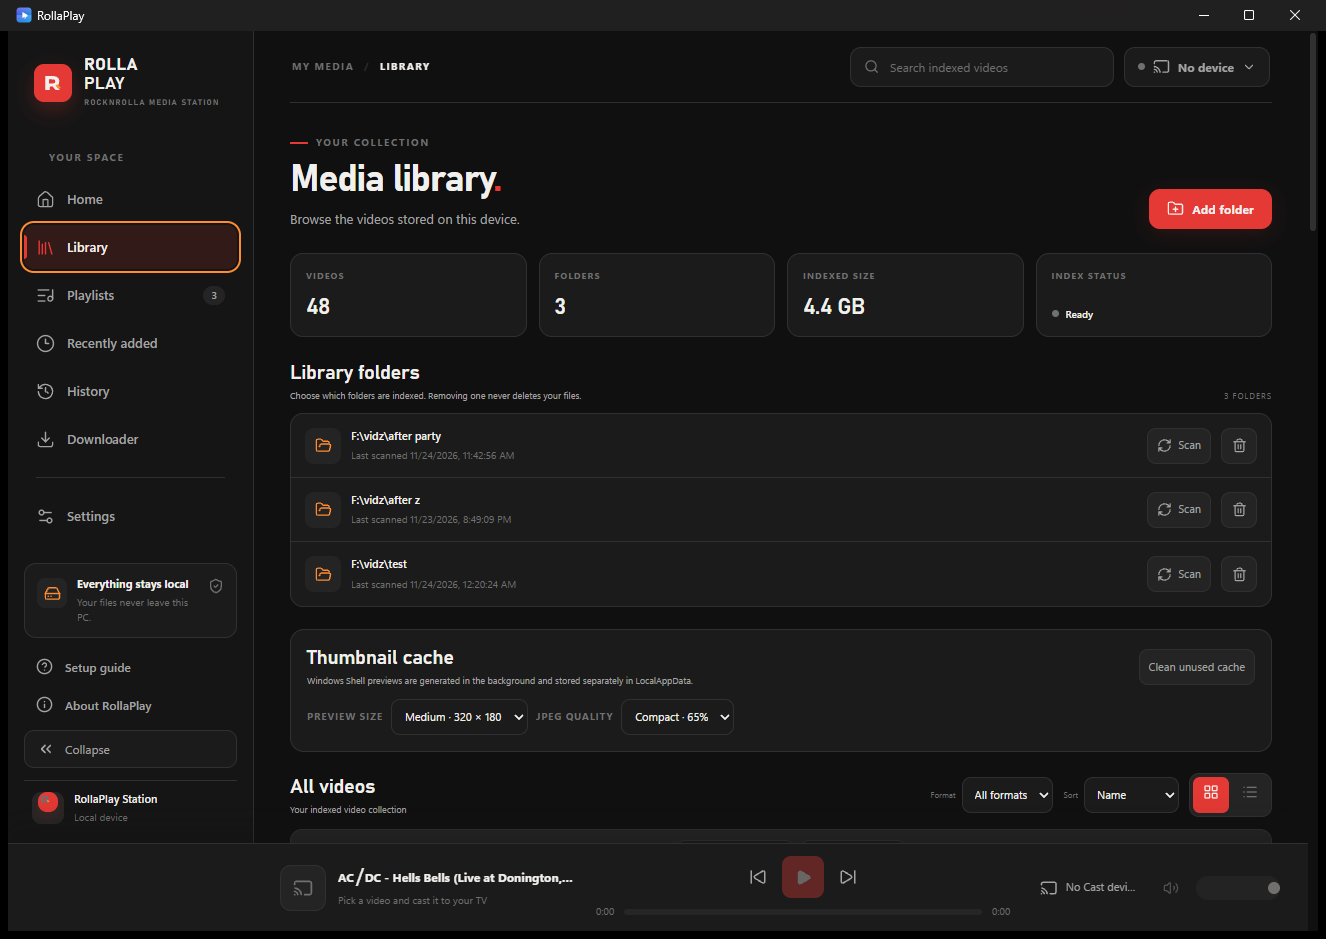 RollaPlay
R
ROLLA
PLAY
ROCKNROLLA MEDIA STATION
YOUR SPACE
Home
Library
Playlists 3
Recently added
History
Downloader
Settings
Everything stays local
Your files never leave this
PC.
Setup guide
About RollaPlay
Collapse
RollaPlay Station
Local device
MY MEDIA / LIBRARY
Search indexed videos
No device
YOUR COLLECTION
Media library.
Browse the videos stored on this device.
Add folder
VIDEOS
48
FOLDERS
3
INDEXED SIZE
4.4 GB
INDEX STATUS
Ready
Library folders
Choose which folders are indexed. Removing one never deletes your files.
3 FOLDERS
F:\vidz\after party
Last scanned 11/24/2026, 11:42:56 AM
Scan
F:\vidz\after z
Last scanned 11/23/2026, 8:49:09 PM
Scan
F:\vidz\test
Last scanned 11/24/2026, 12:20:24 AM
Scan
Thumbnail cache
Windows Shell previews are generated in the background and stored separately in LocalAppData.
Clean unused cache
PREVIEW SIZE Medium · 320 × 180 JPEG QUALITY Compact · 65%
All videos
Your indexed video collection
Format All formats Sort Name
AC/DC - Hells Bells (Live at Donington,...
Pick a video and cast it to your TV
0:00 0:00
No Cast devi...